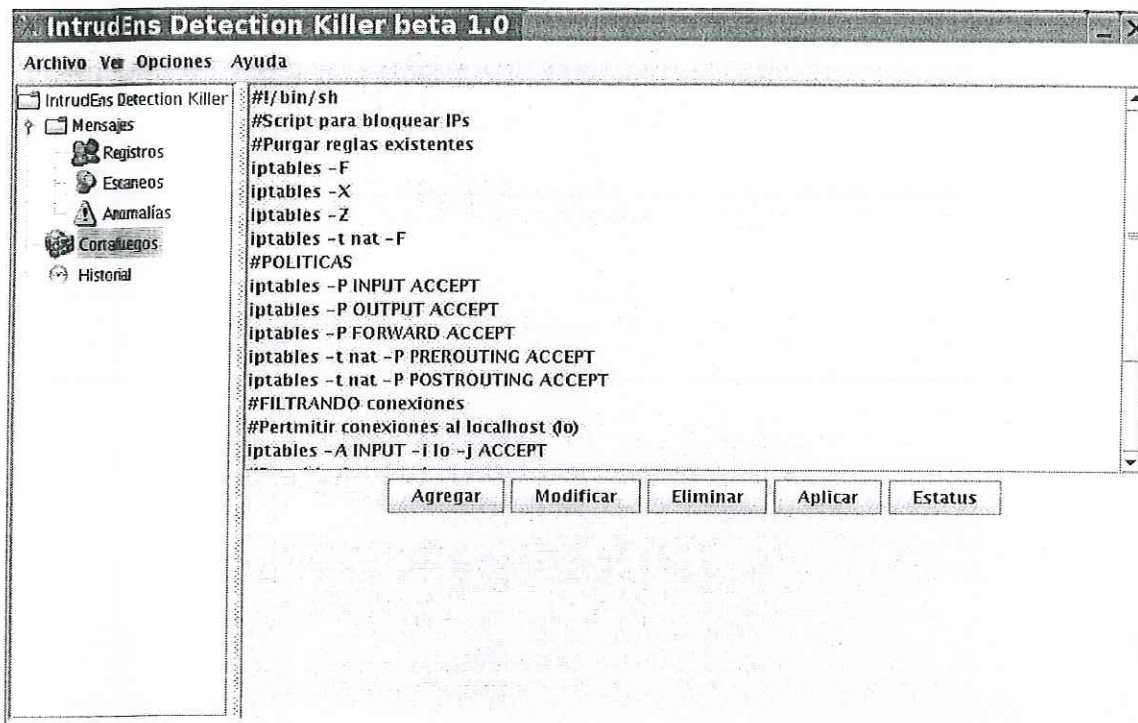 IntrudEns Detection Killer beta 1.0
Archivo Ver Opciones Ayuda
IntrudEns Detection Killer
Mensajes
Registros
Escaneos
Anomalías
Cortafuegos
Historial
#!/bin/sh
#Script para bloquear IPs
#Purgar reglas existentes
iptables -F
iptables -X
iptables -Z
iptables -t nat -F
#POLITICAS
iptables -P INPUT ACCEPT
iptables -P OUTPUT ACCEPT
iptables -P FORWARD ACCEPT
iptables -t nat -P PREROUTING ACCEPT
iptables -t nat -P POSTROUTING ACCEPT
#FILTRANDO conexiones
#Pertmitir conexiones al localhost (lo)
iptables -A INPUT -i lo -j ACCEPT
Agregar Modificar Eliminar Aplicar Estatus